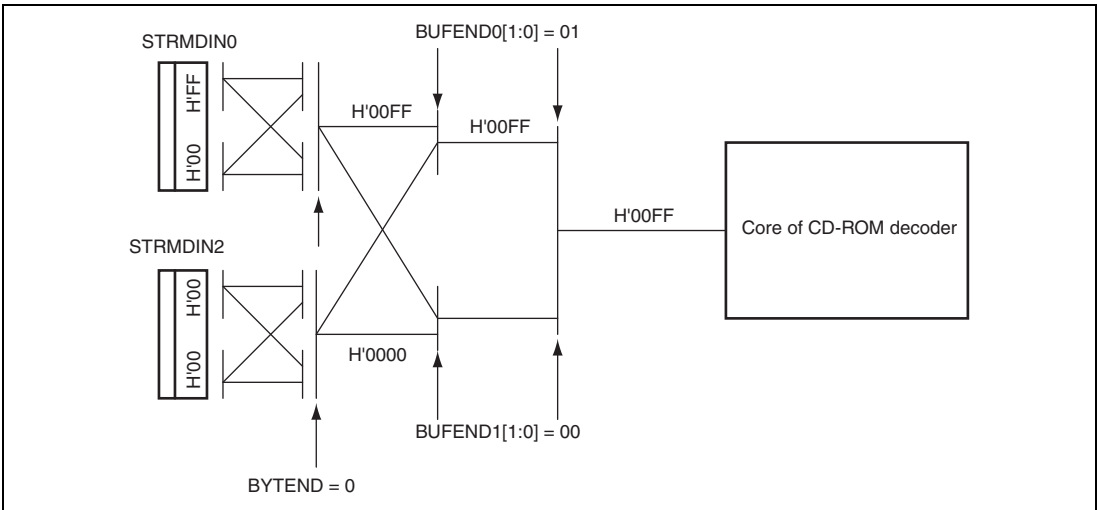 BUFEND0[1:0] = 01
STRMDIN0
H'FF
H'00
H'00FF
H'00FF
H'00FF
Core of CD-ROM decoder
STRMDIN2
H'00
H'00
H'0000
BUFEND1[1:0] = 00
BYTEND = 0